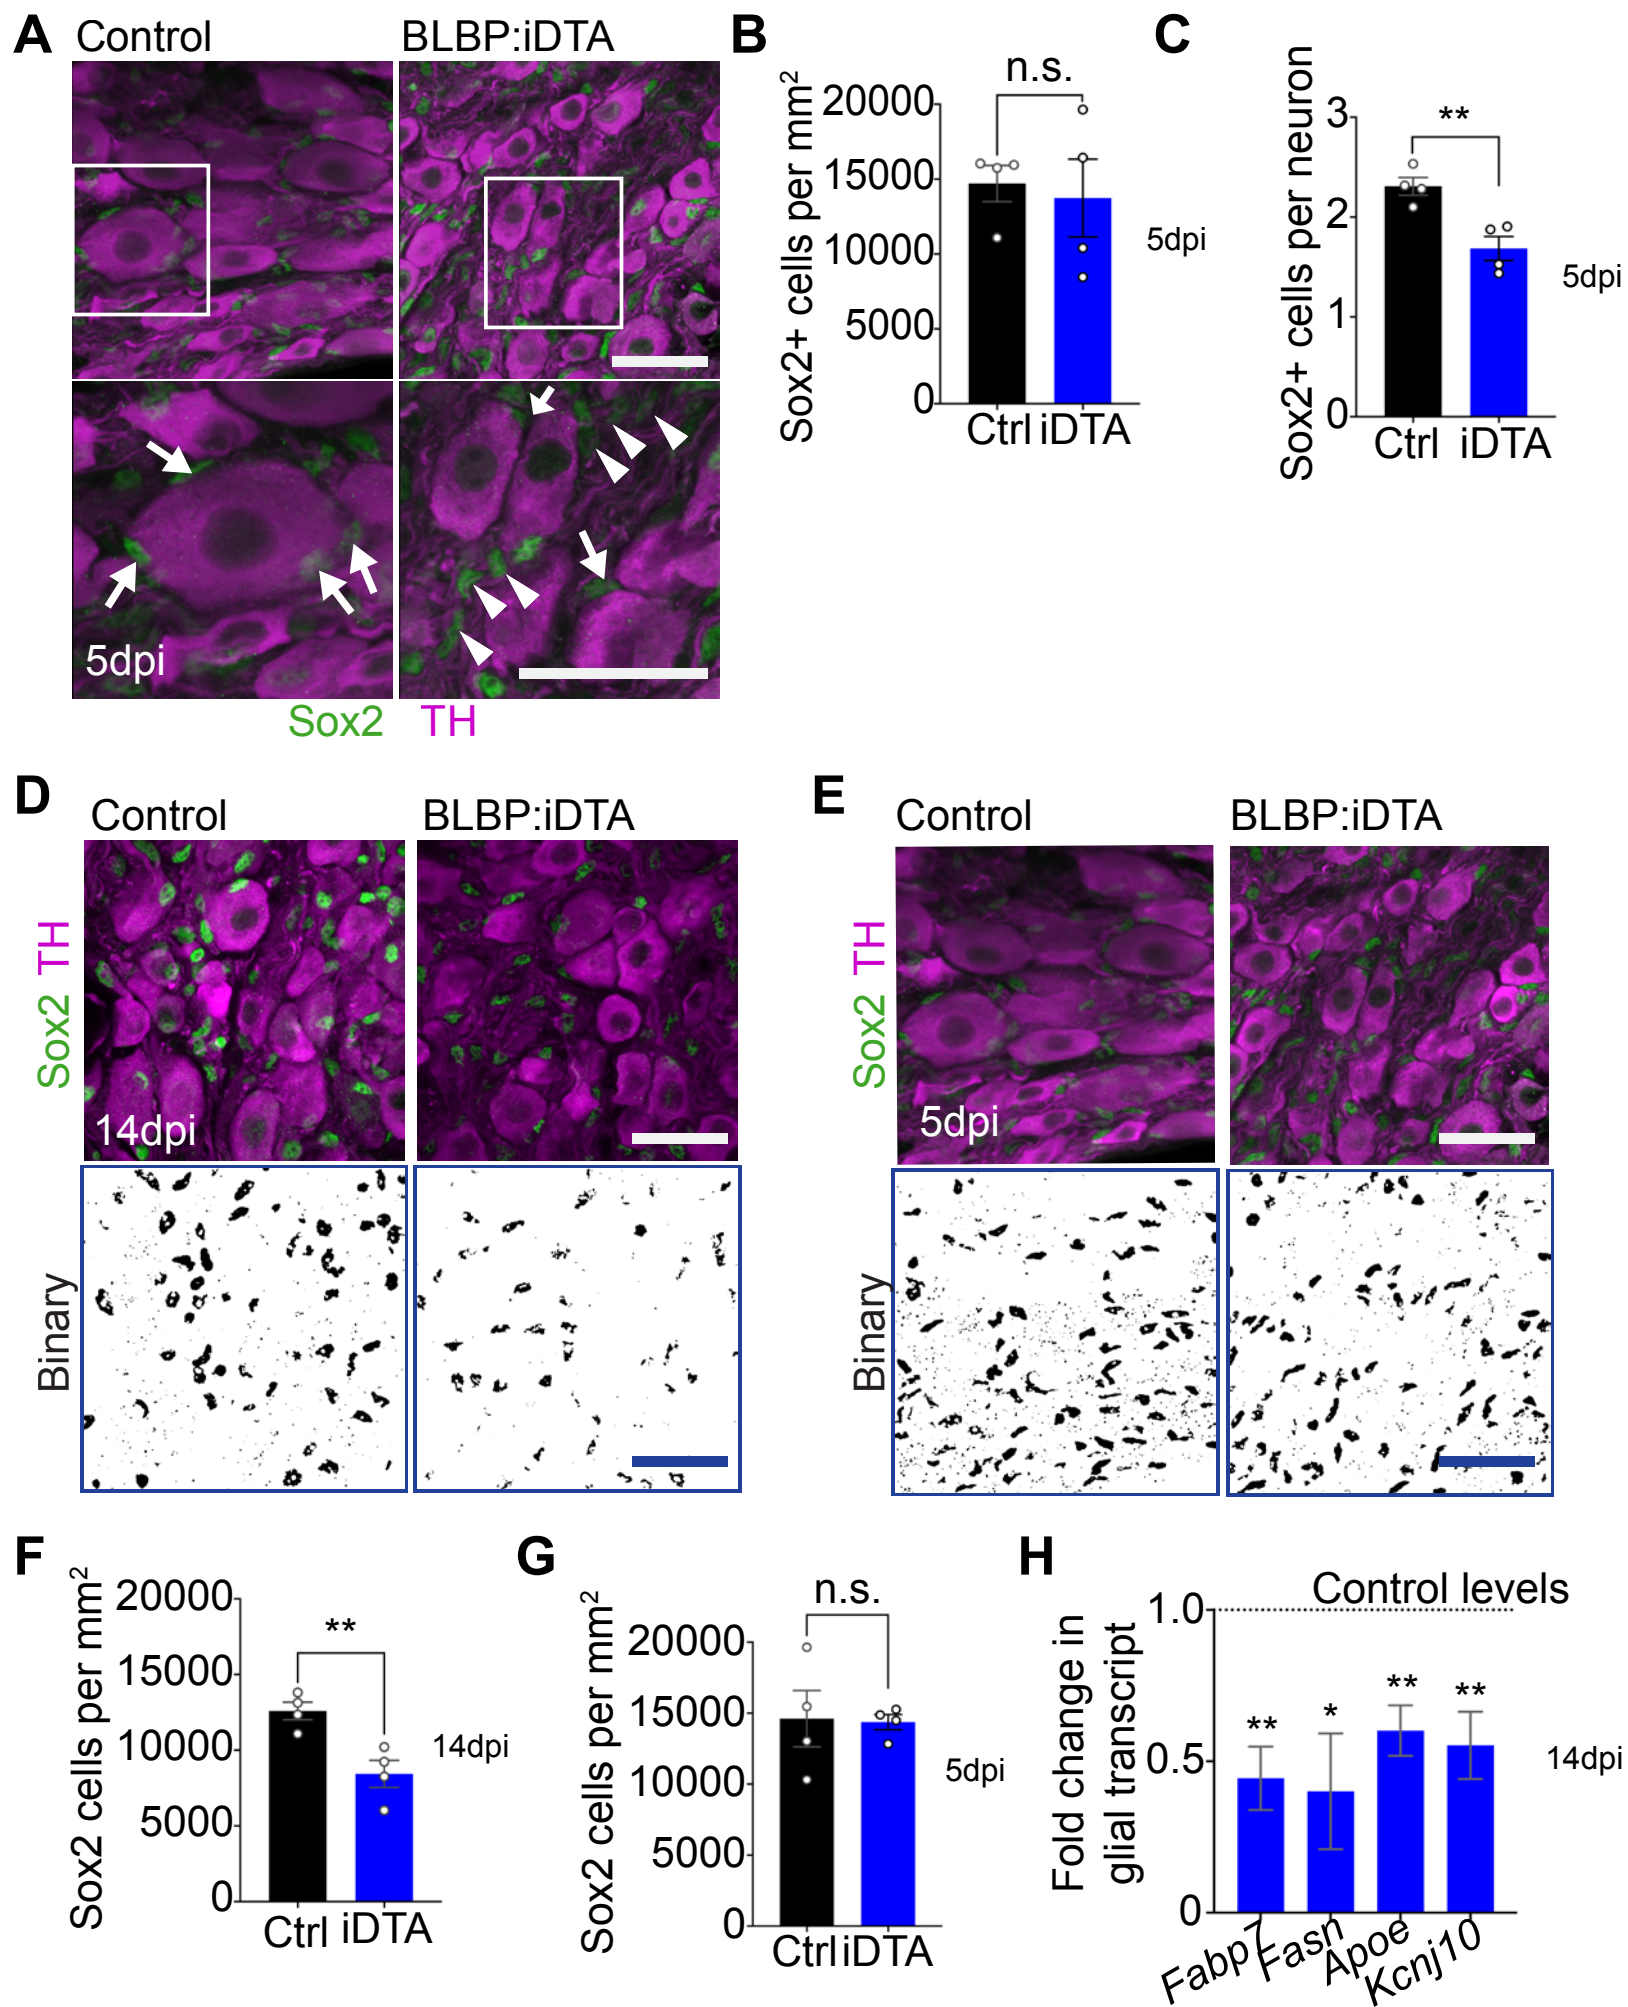 A
Control
BLBP:iDTA
5dpi
Sox2 TH
B
n.s.
Sox2+ cells per mm2
20000
15000
10000
5000
0
Ctrl iDTA
5dpi
C
**
Sox2+ cells per neuron
3
2
1
0
Ctrl iDTA
5dpi
D
Control
BLBP:iDTA
Sox2 TH
14dpi
Binary
E
Control
BLBP:iDTA
Sox2 TH
5dpi
Binary
F
Sox2 cells per mm2
20000
15000
10000
5000
0
**
Ctrl iDTA
14dpi
G
Sox2 cells per mm2
n.s.
20000
15000
10000
5000
0
Ctrl iDTA
5dpi
H
Control levels
Fold change in
glial transcript
1.0
0.5
0
** * ** **
Fabp7
Fasn
Apoe
Kcnj10
14dpi